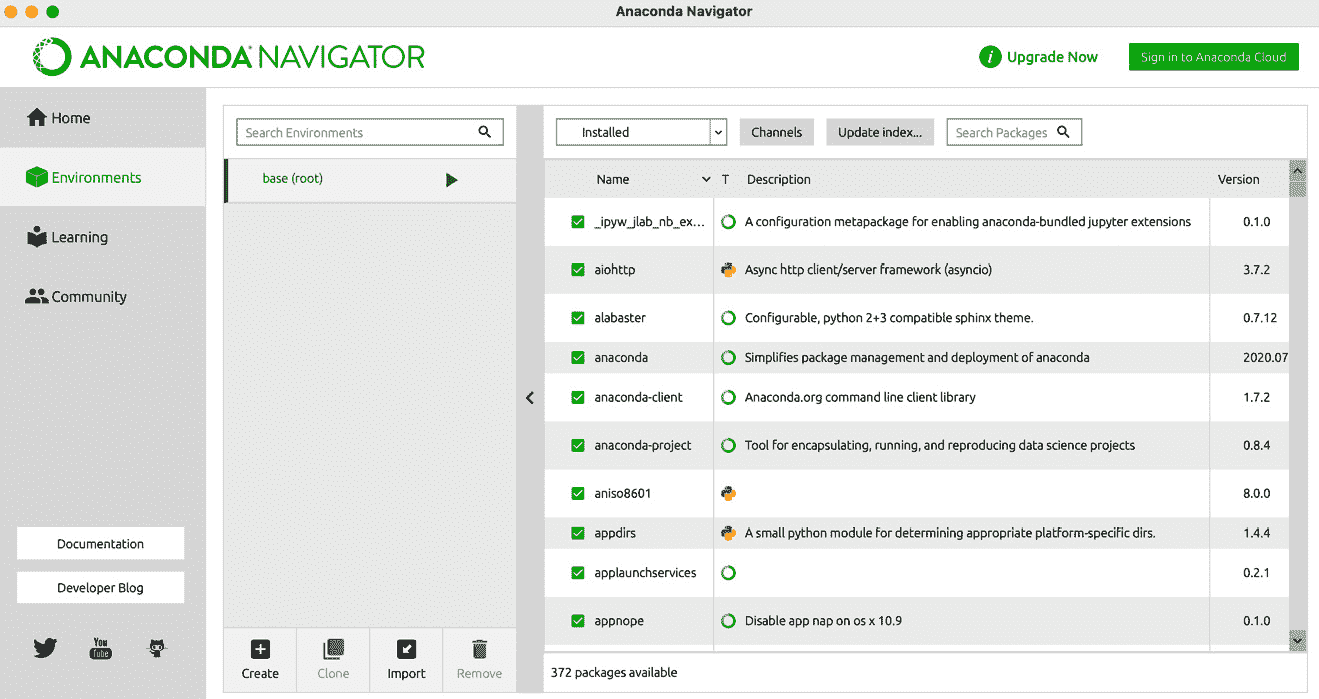 Anaconda Navigator
ANACONDA NAVIGATOR
i Upgrade Now
Sign in to Anaconda Cloud
Home
Environments
Learning
Community
Documentation
Developer Blog
You Tube
Search Environments
base (root)
Create Clone Import Remove
Installed Channels Update index... Search Packages
Name T Description Version
_ipyw_jlab_nb_ex... A configuration metapackage for enabling anaconda-bundled jupyter extensions 0.1.0
aiohttp Async http client/server framework (asyncio) 3.7.2
alabaster Configurable, python 2+3 compatible sphinx theme. 0.7.12
anaconda Simplifies package management and deployment of anaconda 2020.07
anaconda-client Anaconda.org command line client library 1.7.2
anaconda-project Tool for encapsulating, running, and reproducing data science projects 0.8.4
aniso8601 8.0.0
appdirs A small python module for determining appropriate platform-specific dirs. 1.4.4
applaunchservices 0.2.1
appnope Disable app nap on os x 10.9 0.1.0
372 packages available